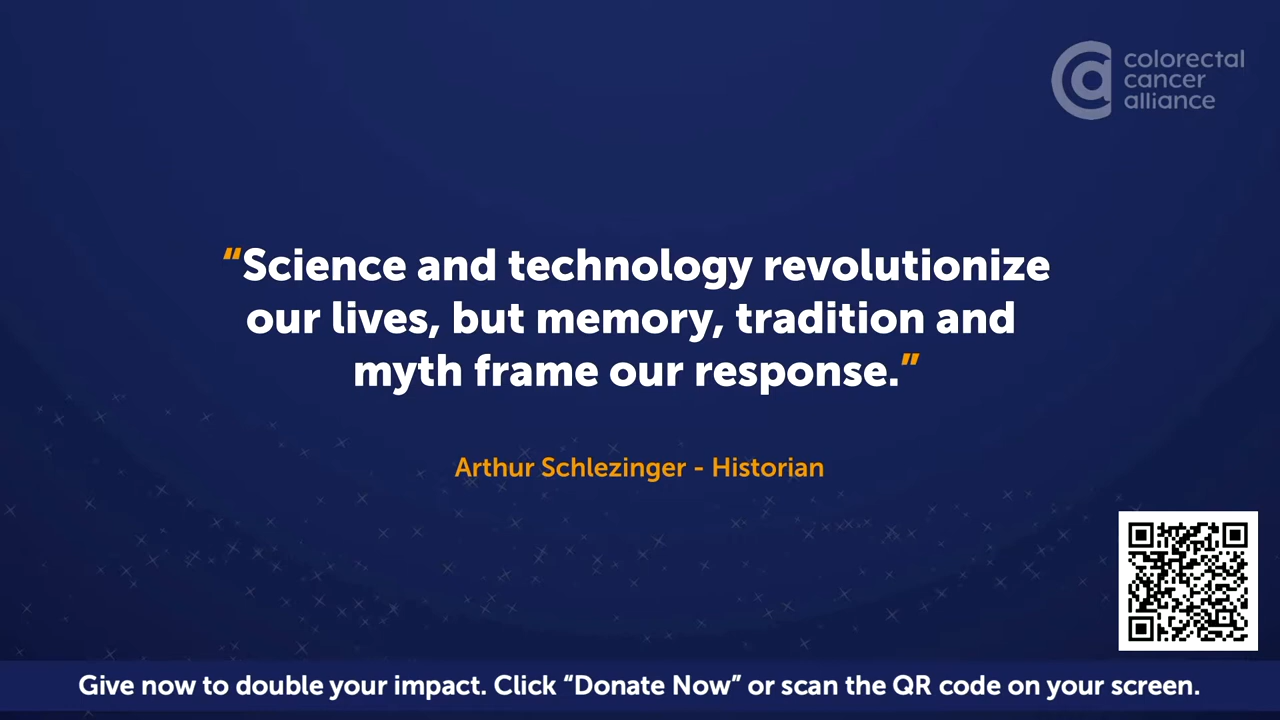 colorectal
cancer
alliance
“Science and technology revolutionize
our lives, but memory, tradition and
myth frame our response.”
Arthur Schlezinger - Historian
Give now to double your impact. Click “Donate Now” or scan the QR code on your screen.